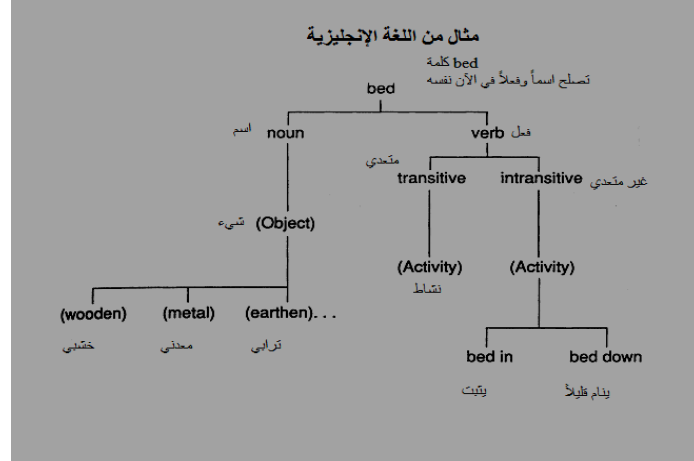 مثال من اللغة الإنجليزية
كلمة bed
تصلح اسماً وفعلاً في الآن نفسه
bed
اسم noun
verb فعل
متعدي
transitive
intransitive غير متعدي
شيء (Object)
(Activity)
(Activity)
نشاط
(wooden)
(metal)
(earthen)...
خشبي
معدني
ترابي
bed in
bed down
يثبت
ينام قليلاً